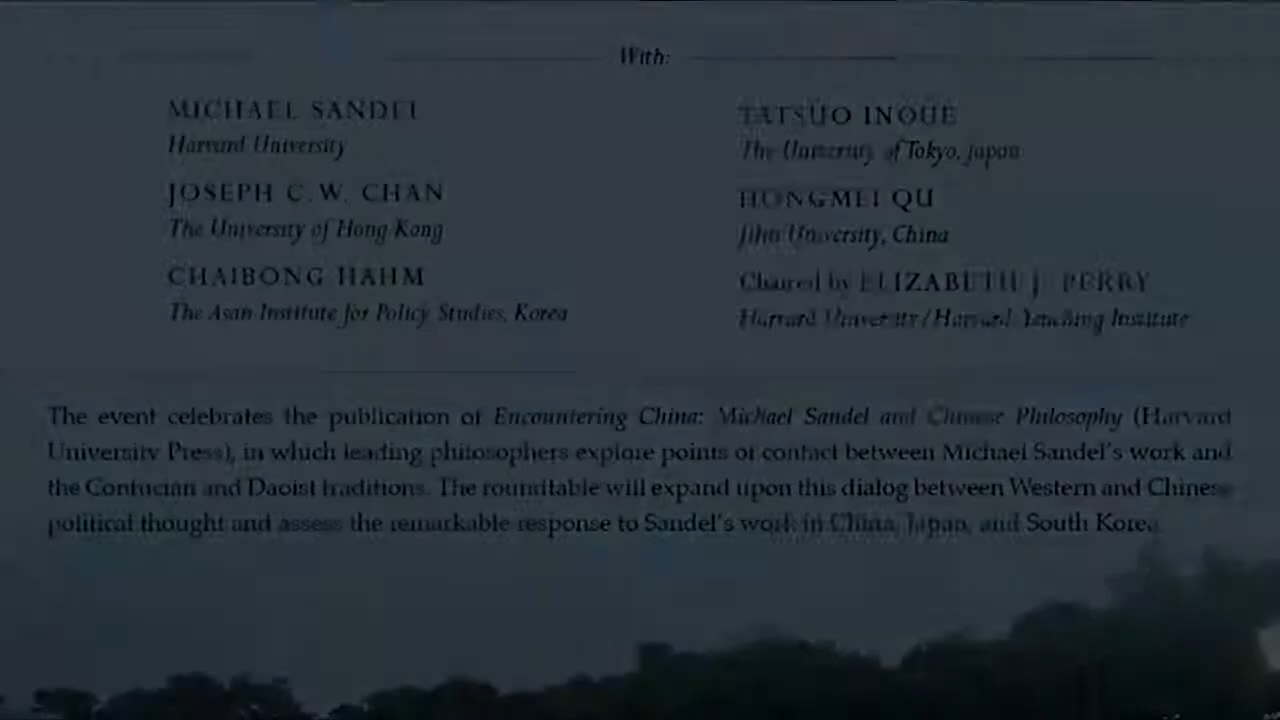 With:
MICHAEL SANDEL
Harvard University
JOSEPH C. W. CHAN
The University of Hong Kong
CHAIBONG HAHM
The Asan Institute for Policy Studies, Korea
TATSUO INOUE
The University of Tokyo, Japan
HONGMEI QU
Jilin University, China
Chaired by ELIZABETH J. PERRY
Harvard University/Harvard-Yenching Institute
The event celebrates the publication of Encountering China: Michael Sandel and Chinese Philosophy (Harvard
University Press), in which leading philosophers explore points of contact between Michael Sandel's work and
the Confucian and Daoist traditions. The roundtable will expand upon this dialog between Western and Chinese
political thought and assess the remarkable response to Sandel's work in China, Japan, and South Korea.